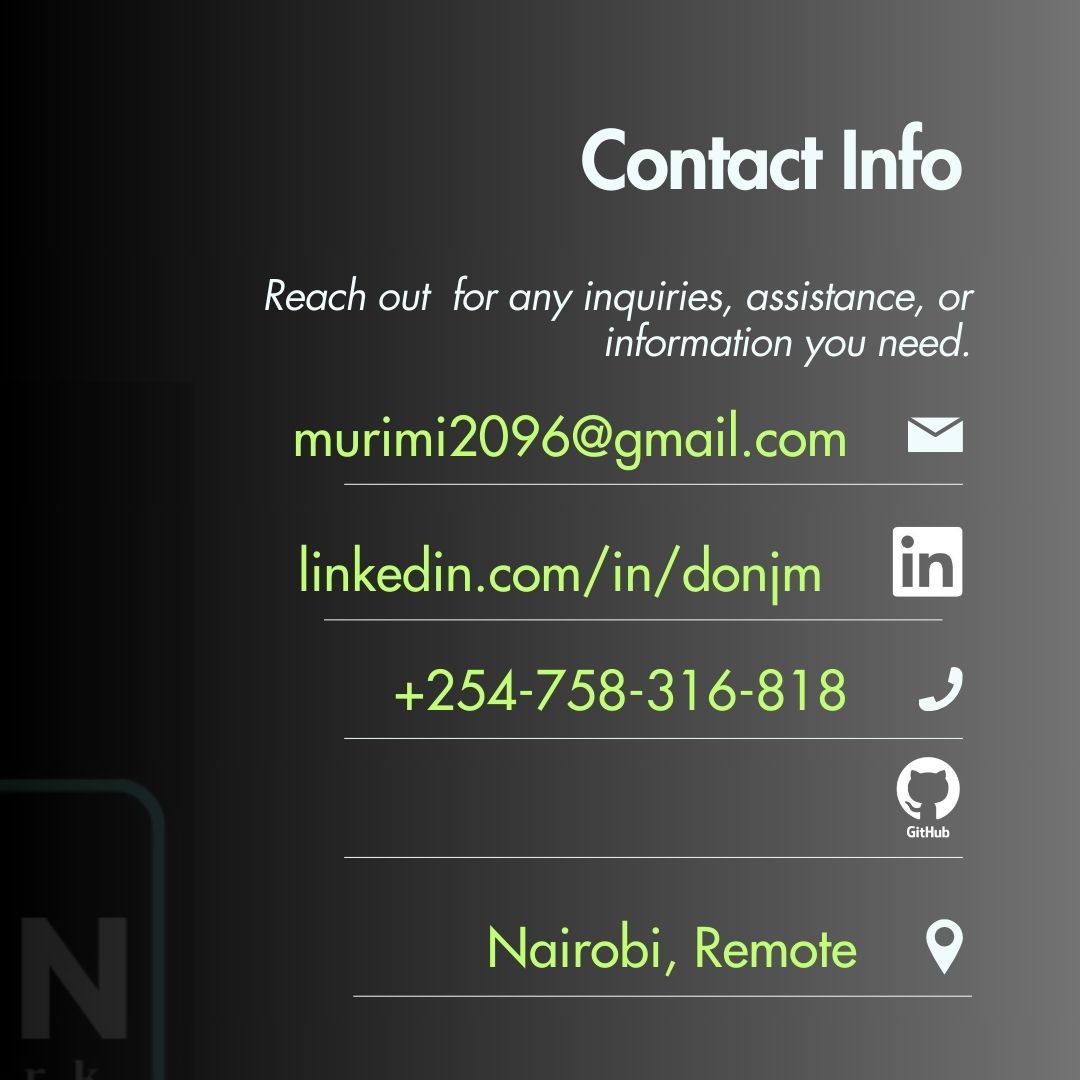 Contact Info
Reach out for any inquiries, assistance, or
information you need.
murimi2096@gmail.com
linkedin.com/in/donjm
in
+254-758-316-818
GitHub
Nairobi, Remote
N
r k